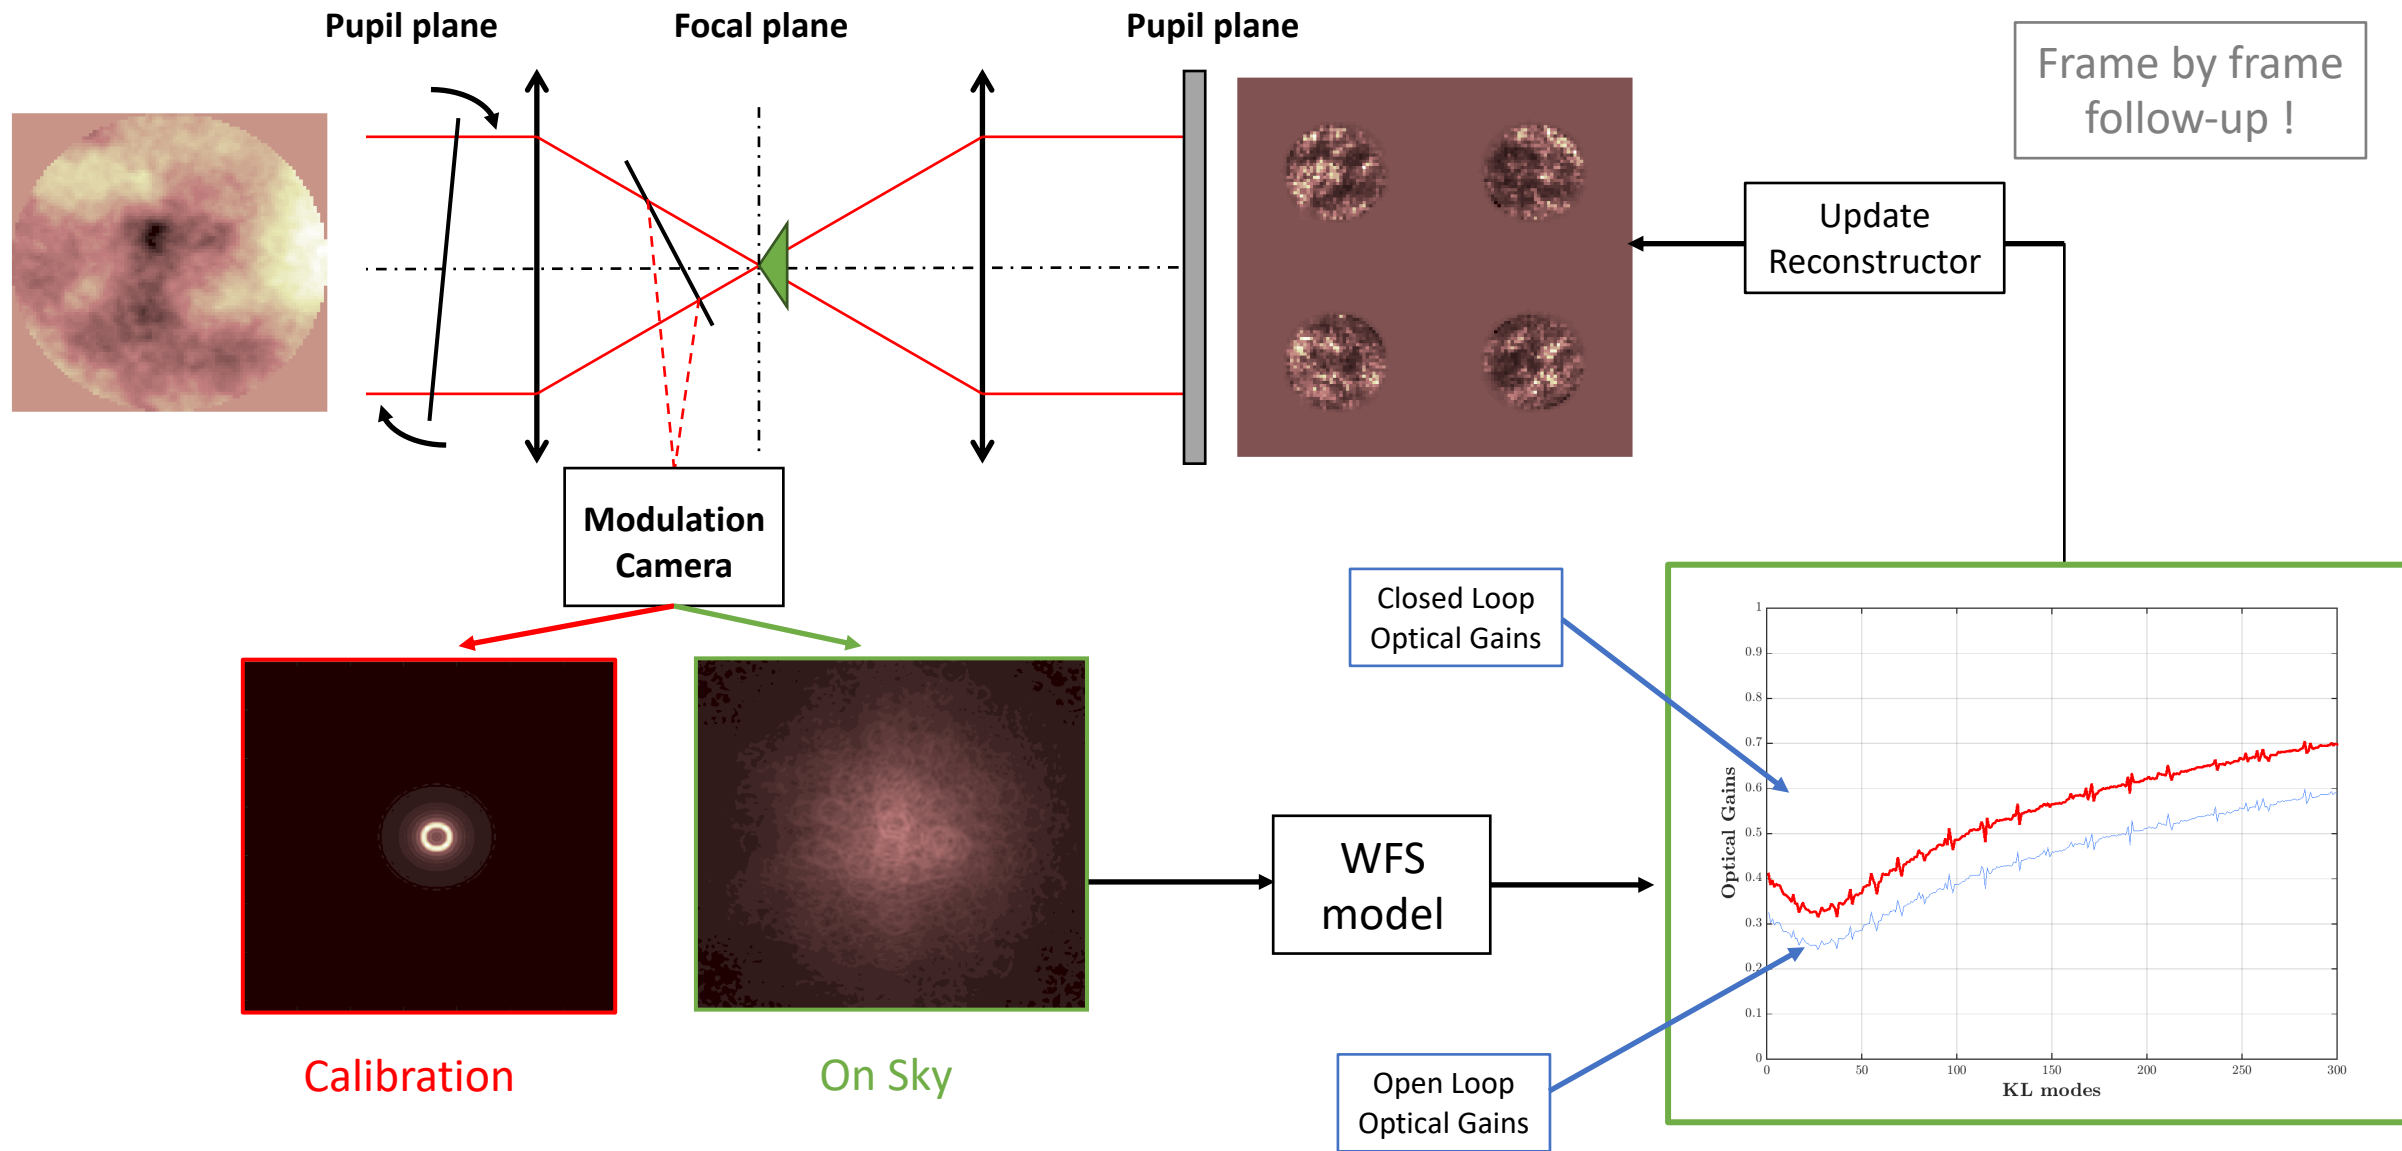 Pupil plane
Focal plane
Pupil plane
Frame by frame
follow-up !
Update
Reconstructor
Modulation
Camera
Closed Loop
Optical Gains
1
0.9
0.8
0.7
0.6
0.5
0.4
0.3
0.2
0.1
0
Optical Gains
0
50
100
150
200
250
300
KL modes
WFS
model
Calibration
On Sky
Open Loop
Optical Gains